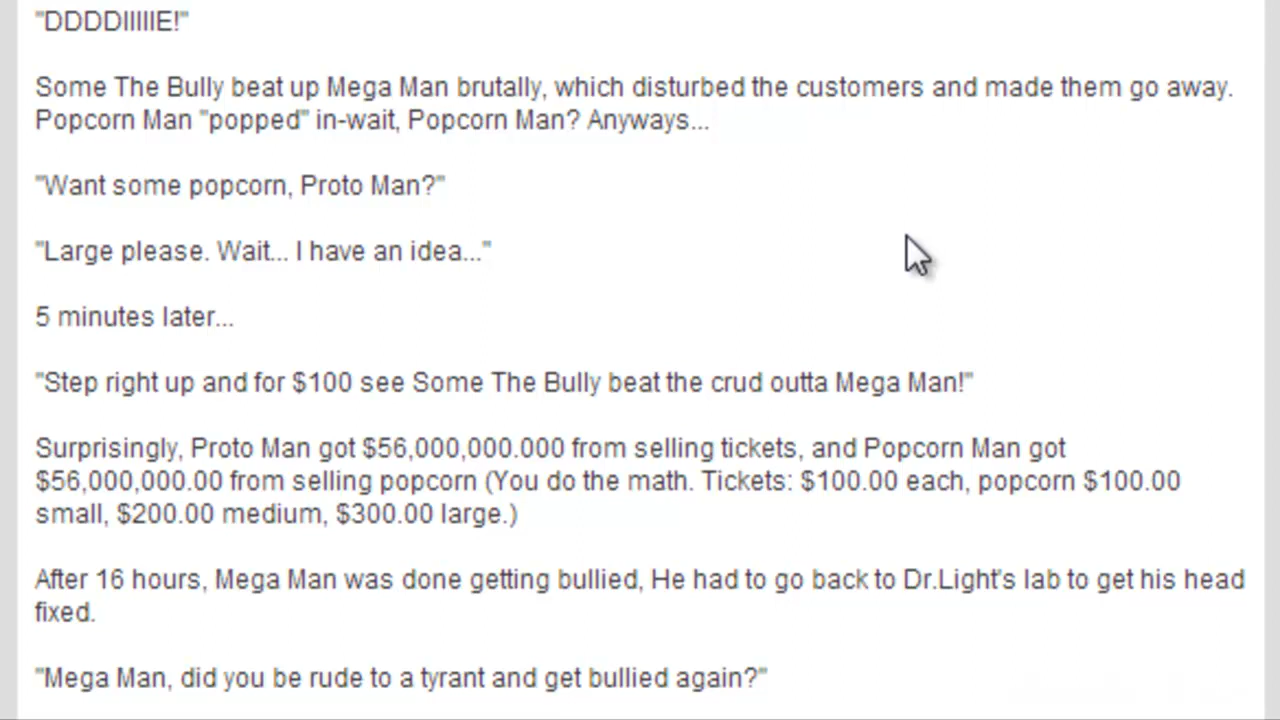 "DDDDIIIIIE!"
Some The Bully beat up Mega Man brutally, which disturbed the customers and made them go away.
Popcorn Man "popped" in-wait, Popcorn Man? Anyways...
"Want some popcorn, Proto Man?"
"Large please. Wait... I have an idea..."
5 minutes later...
"Step right up and for $100 see Some The Bully beat the crud outta Mega Man!"
Surprisingly, Proto Man got $56,000,000.000 from selling tickets, and Popcorn Man got
$56,000,000.00 from selling popcorn (You do the math. Tickets: $100.00 each, popcorn $100.00
small, $200.00 medium, $300.00 large.)
After 16 hours, Mega Man was done getting bullied, He had to go back to Dr.Light's lab to get his head
fixed.
"Mega Man, did you be rude to a tyrant and get bullied again?"